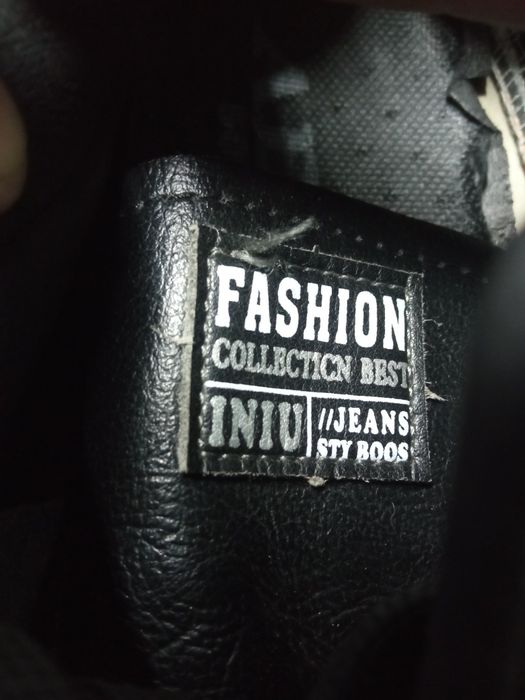 FASHION
COLLECTICN BEST
INIU
//JEANS
STY BOOS